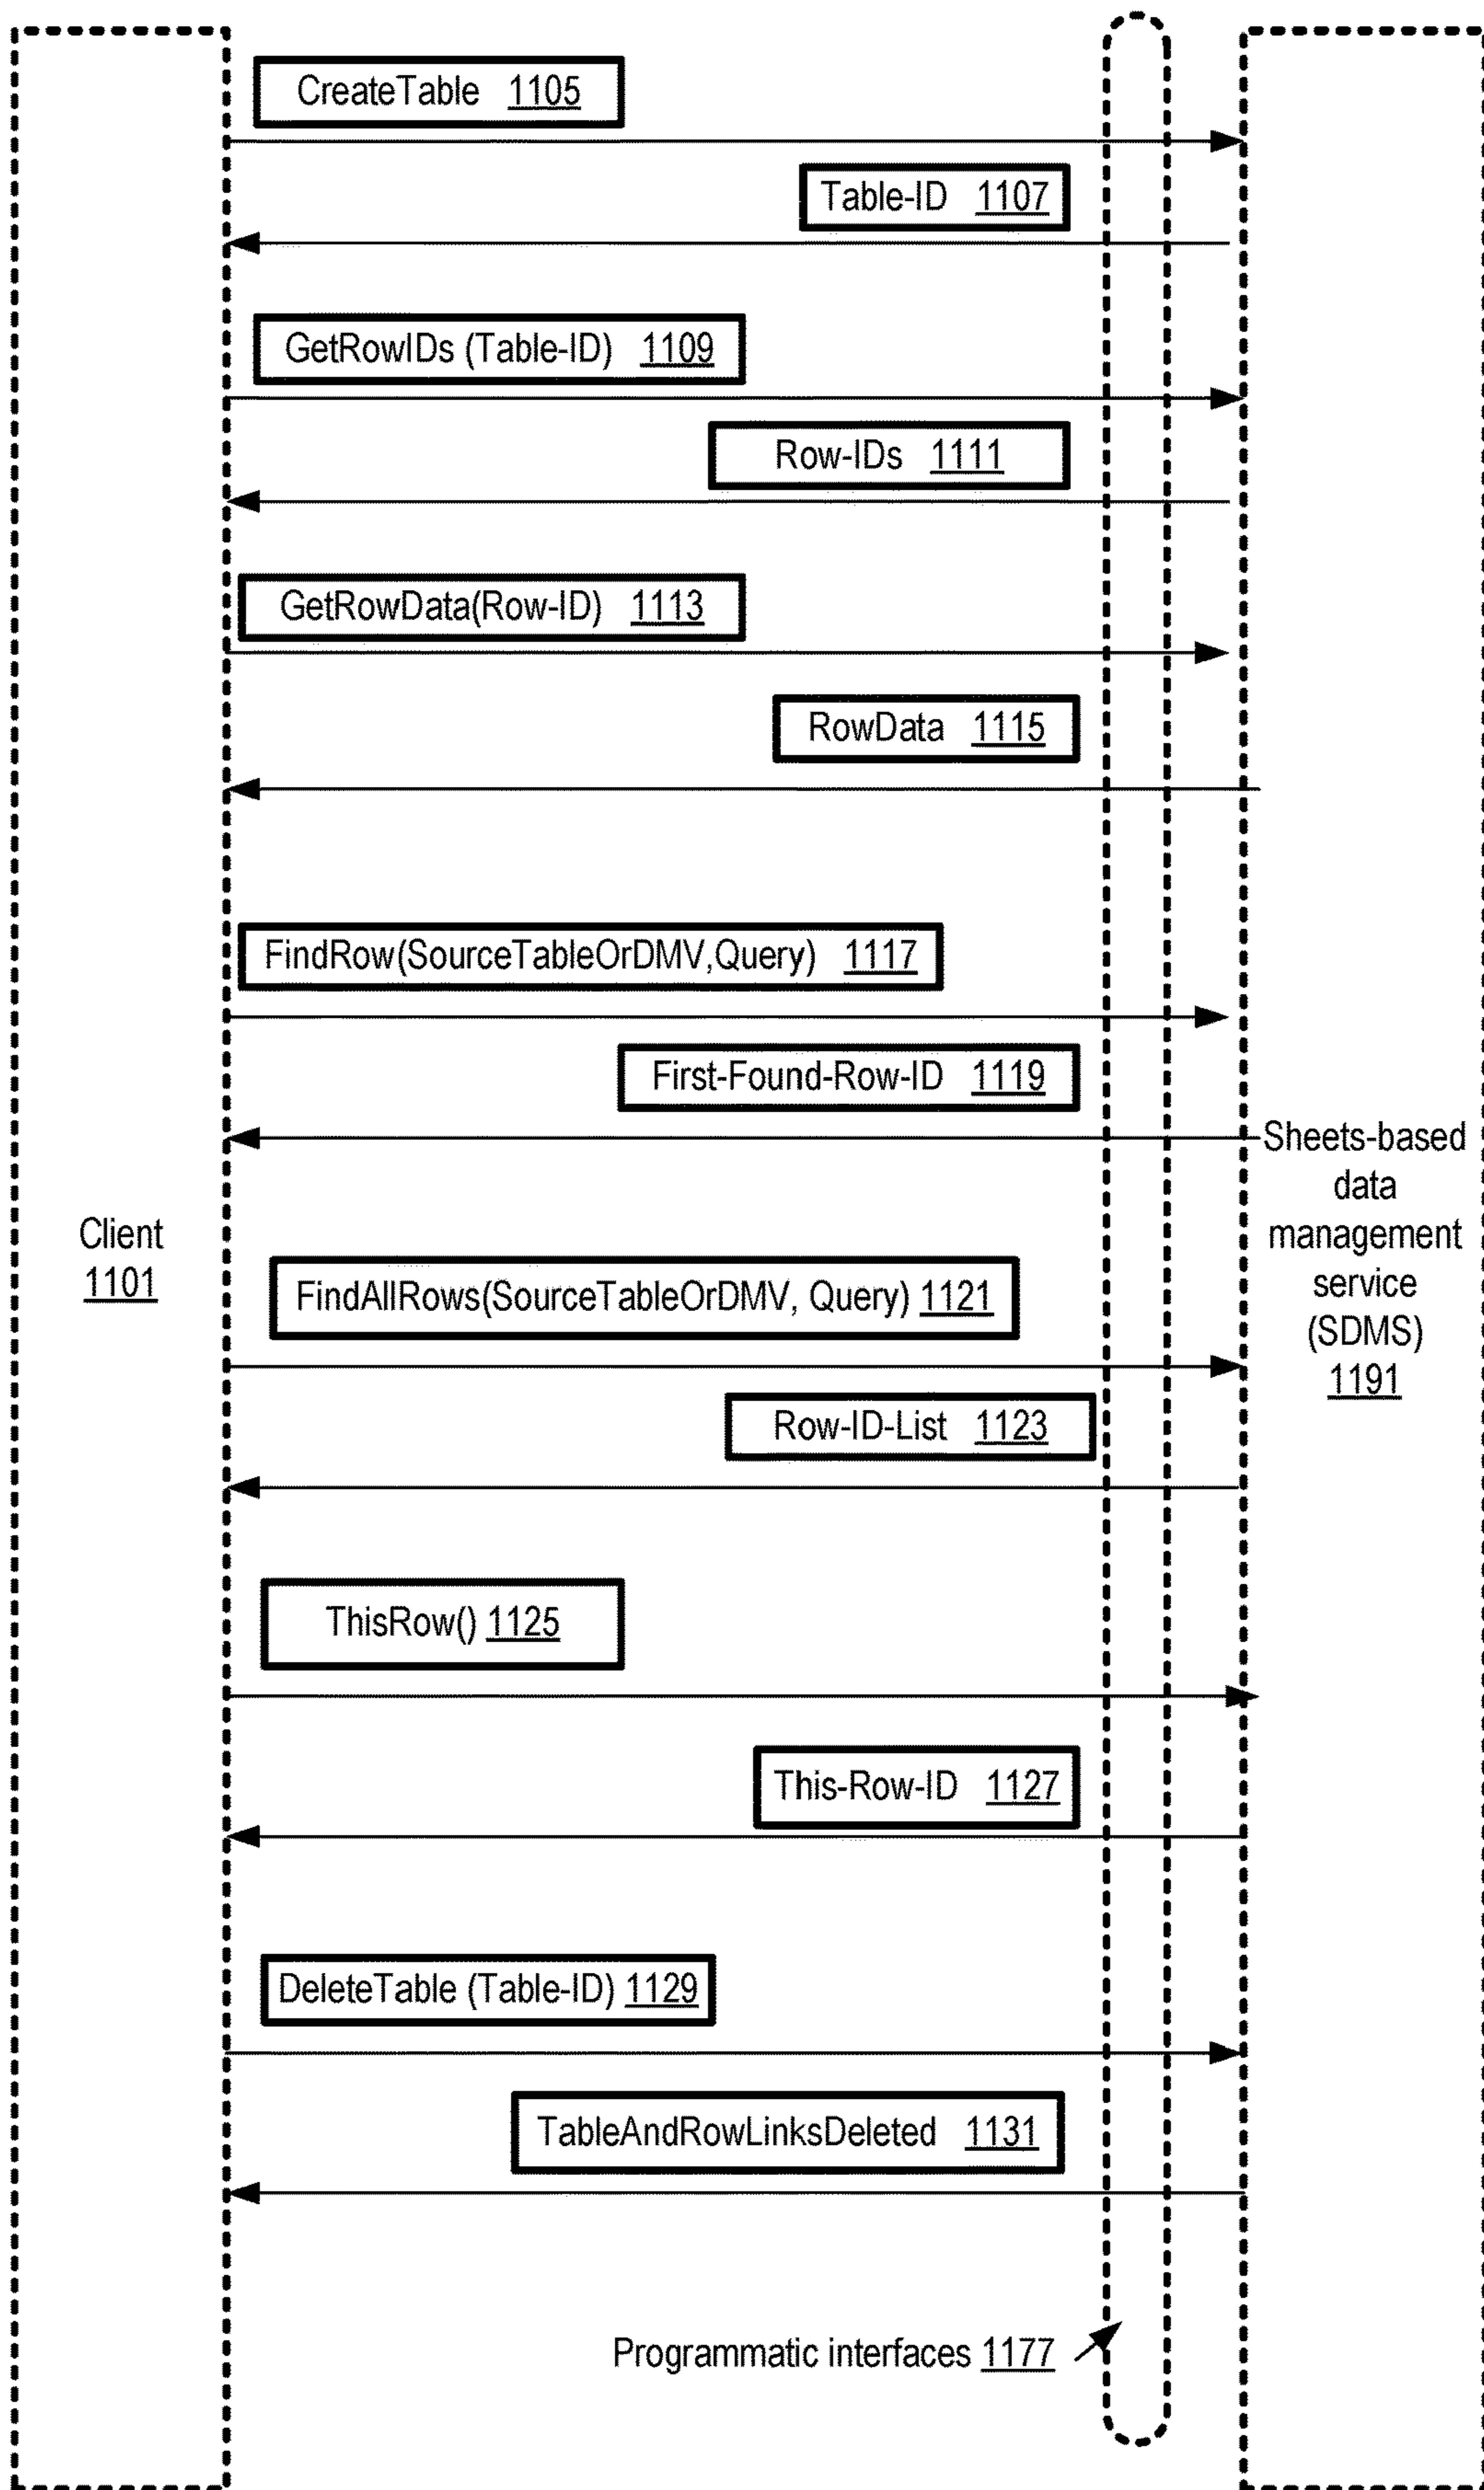 CreateTable 1105
Table-ID 1107
GetRowIDs (Table-ID) 1109
Row-IDs 1111
GetRowData(Row-ID) 1113
RowData 1115
FindRow(SourceTableOrDMV,Query) 1117
First-Found-Row-ID 1119
Client
1101
Sheets-based
data
management
service
(SDMS)
1191
FindAllRows(SourceTableOrDMV, Query) 1121
Row-ID-List 1123
ThisRow() 1125
This-Row-ID 1127
DeleteTable (Table-ID) 1129
TableAndRowLinksDeleted 1131
Programmatic interfaces 1177